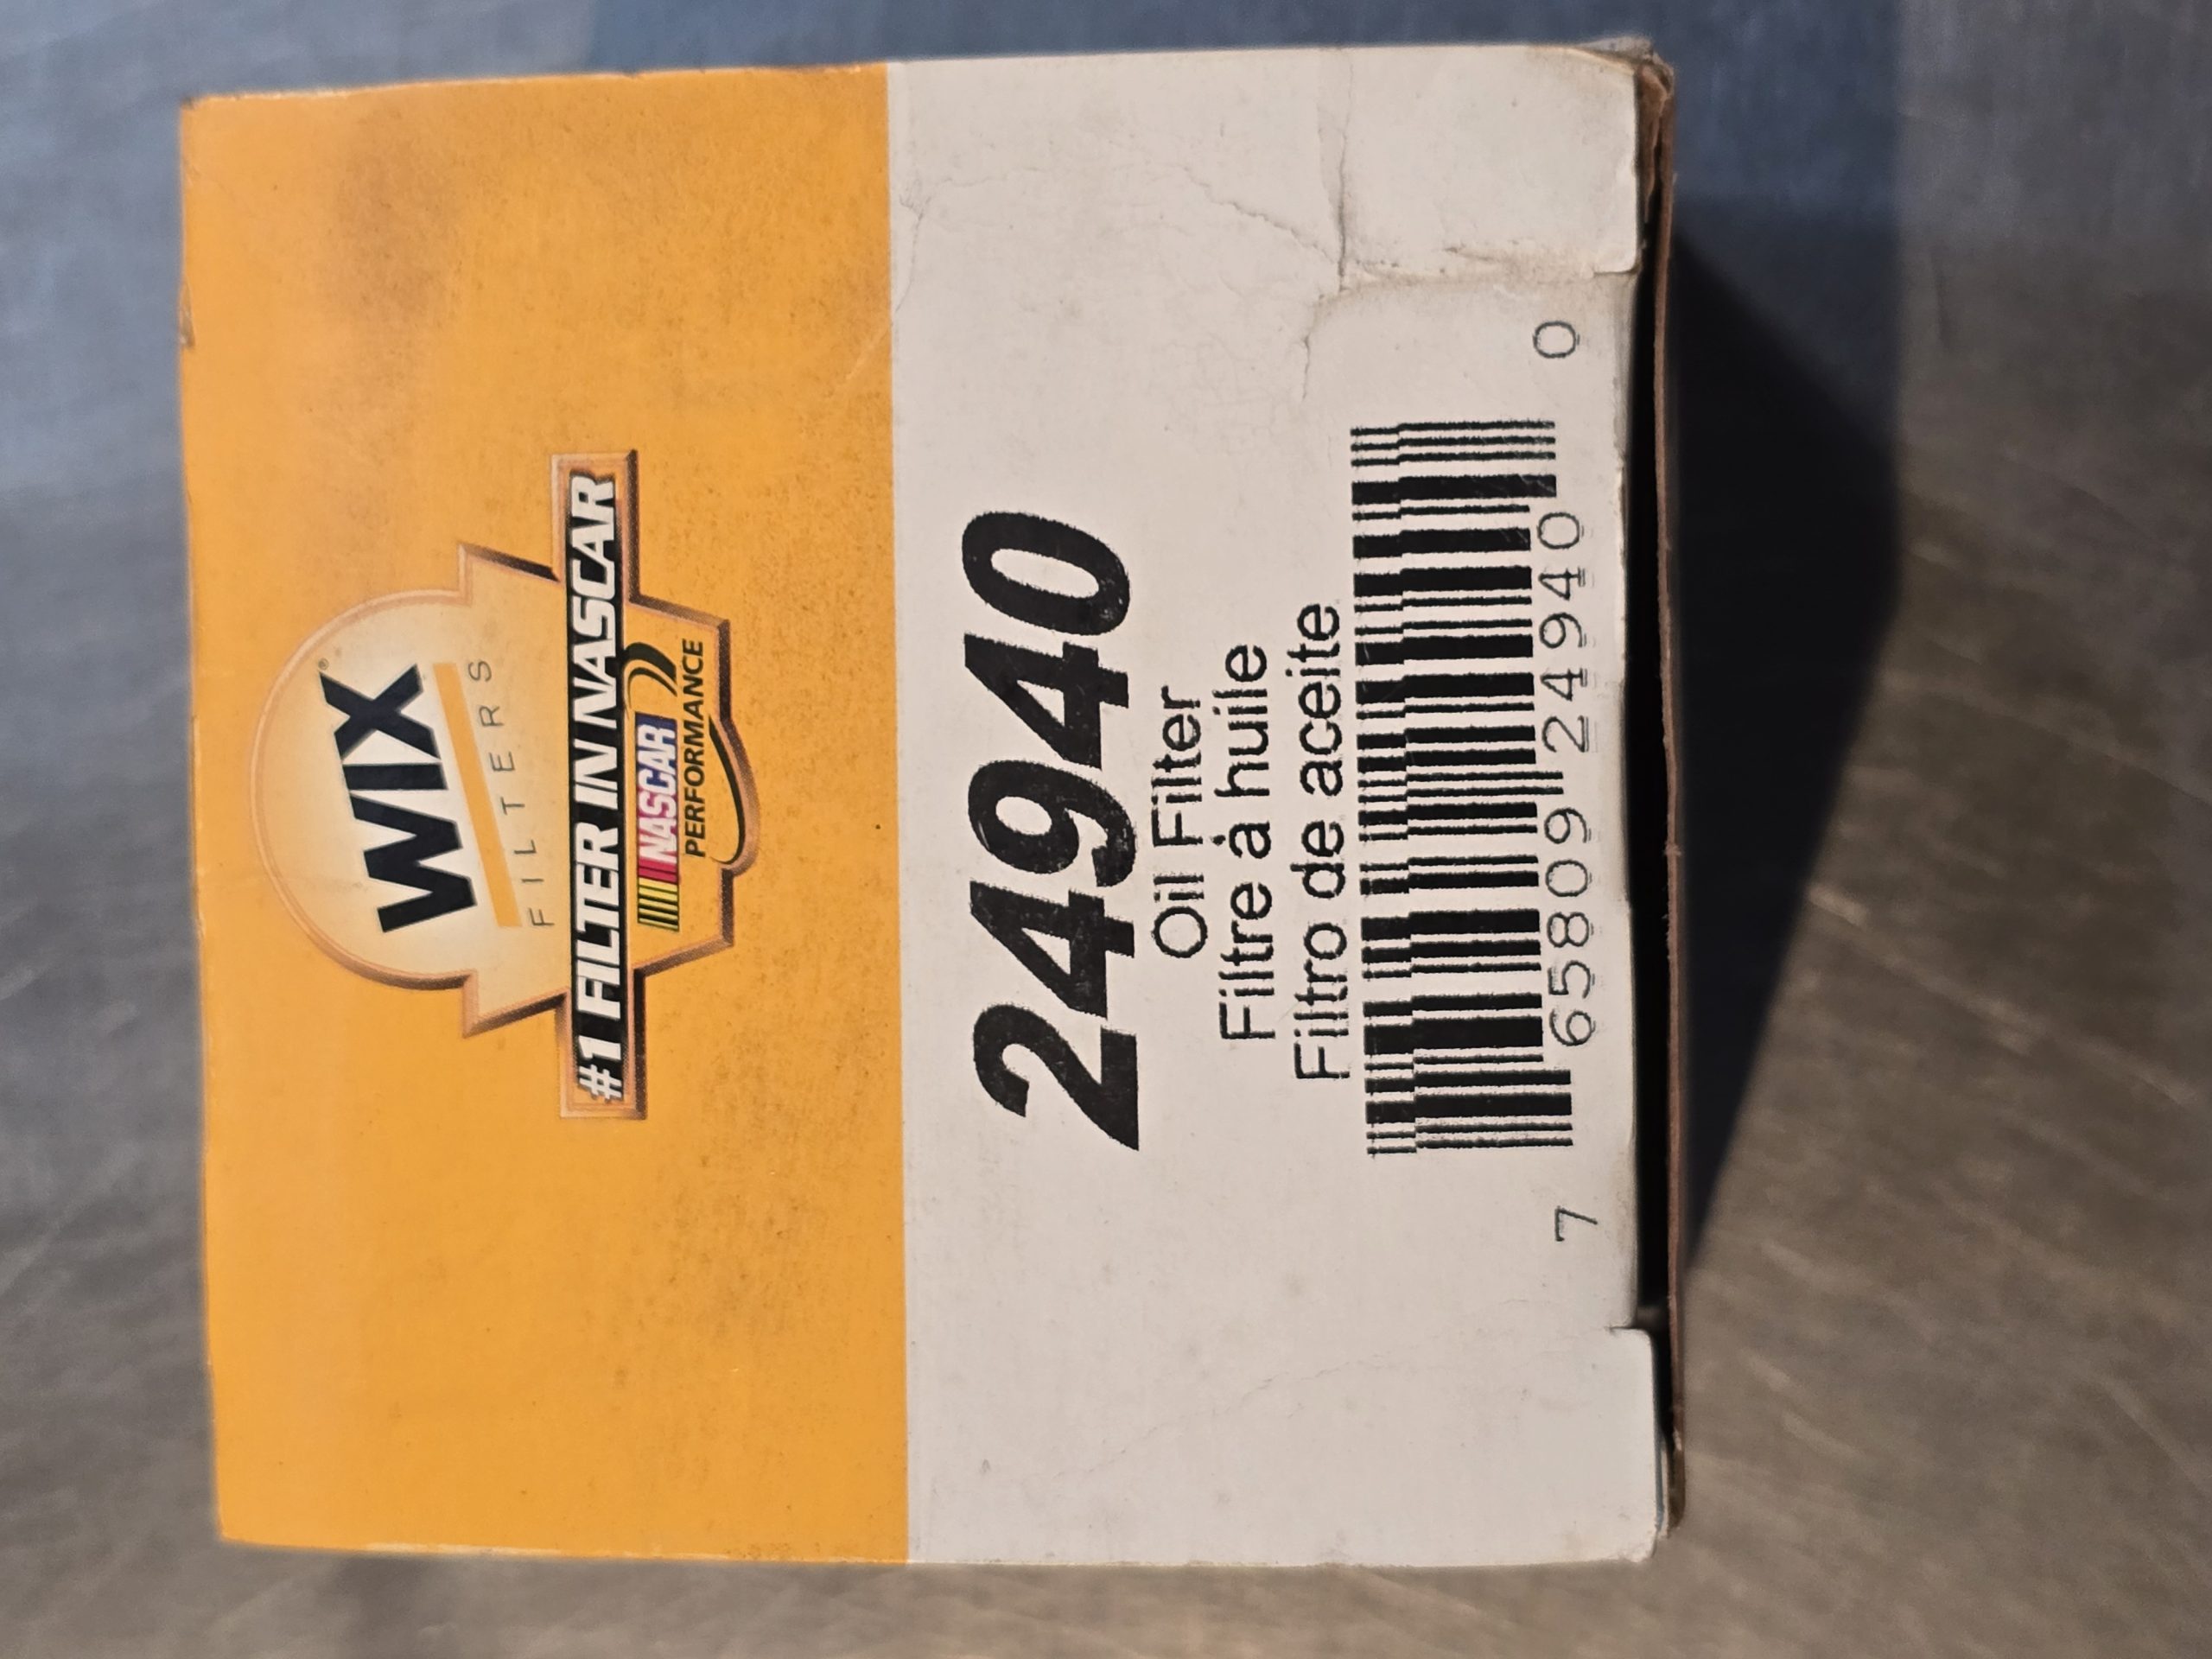 WIX®
FILTERS
#1 FILTER IN NASCAR
NASCAR
PERFORMANCE
24940
Oil Filter
Filtre à huile
Filtro de aceite
7 65809 24940 0